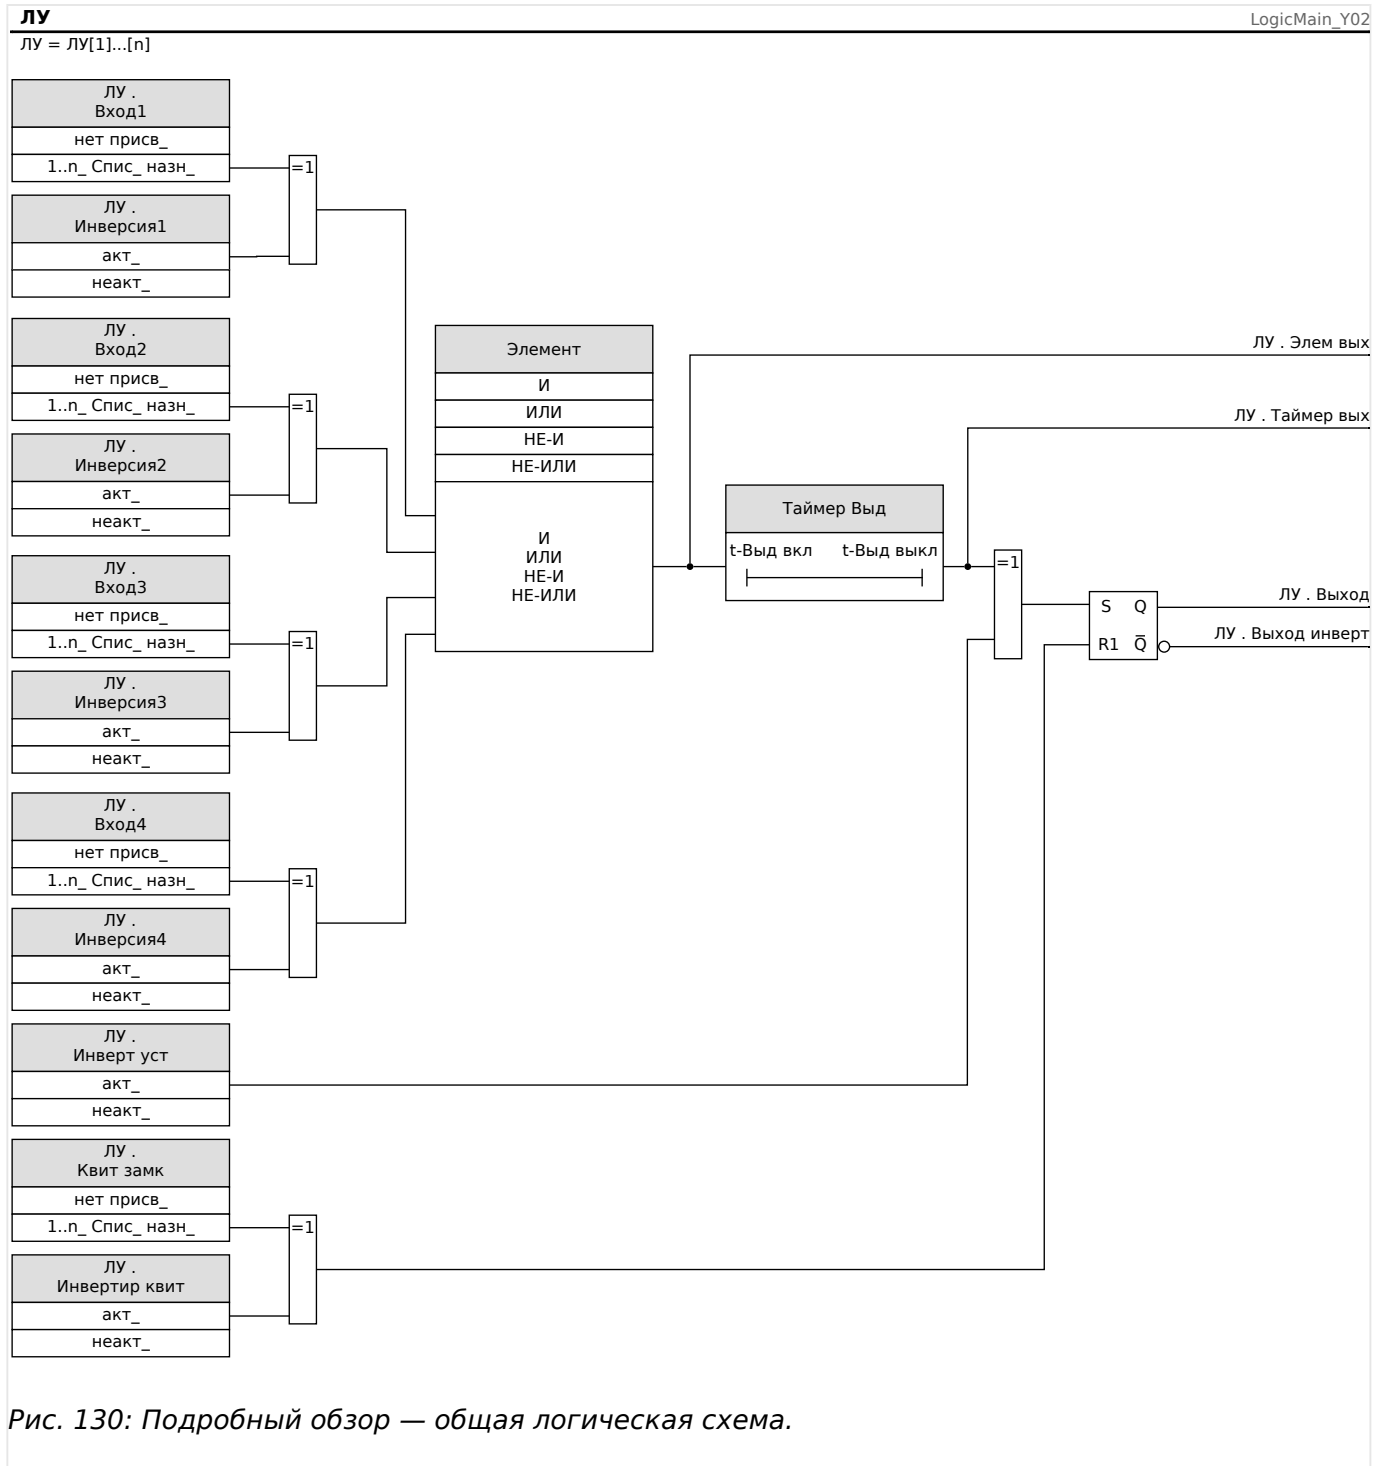 ЛУ
LogicMain_Y02
ЛУ = ЛУ[1]...[n]
ЛУ .
Вход1
нет присв_
1..n_ Спис_ назн_
=1
ЛУ .
Инверсия1
акт_
неакт_
ЛУ .
Вход2
нет присв_
1..n_ Спис_ назн_
=1
ЛУ .
Инверсия2
акт_
неакт_
ЛУ .
Вход3
нет присв_
1..n_ Спис_ назн_
=1
ЛУ .
Инверсия3
акт_
неакт_
ЛУ .
Вход4
нет присв_
1..n_ Спис_ назн_
=1
ЛУ .
Инверсия4
акт_
неакт_
ЛУ .
Инверт уст
акт_
неакт_
ЛУ .
Квит замк
нет присв_
1..n_ Спис_ назн_
=1
ЛУ .
Инвертир квит
акт_
неакт_
Элемент
И
ИЛИ
НЕ-И
НЕ-ИЛИ
И
ИЛИ
НЕ-И
НЕ-ИЛИ
Таймер Выд
t-Выд вкл t-Выд выкл
=1
S Q
R1 Q̅
ЛУ . Элем вых
ЛУ . Таймер вых
ЛУ . Выход
ЛУ . Выход инверт
Рис. 130: Подробный обзор — общая логическая схема.